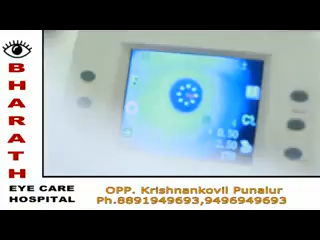 BHARATH
EYE CARE
HOSPITAL
OPP. Krishnankovil Punalur
Ph.8891949693,9496949693